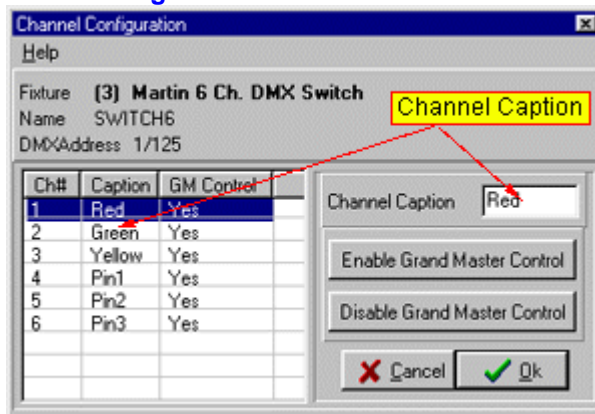 Channel Configuration
Help
Fixture (3) Martin 6 Ch. DMX Switch
Name SWITCH6
DMXAddress 1/125
Channel Caption
Ch# Caption GM Control
1 Red Yes
2 Green Yes
3 Yellow Yes
4 Pin1 Yes
5 Pin2 Yes
6 Pin3 Yes
Channel Caption Red
Enable Grand Master Control
Disable Grand Master Control
Cancel Ok